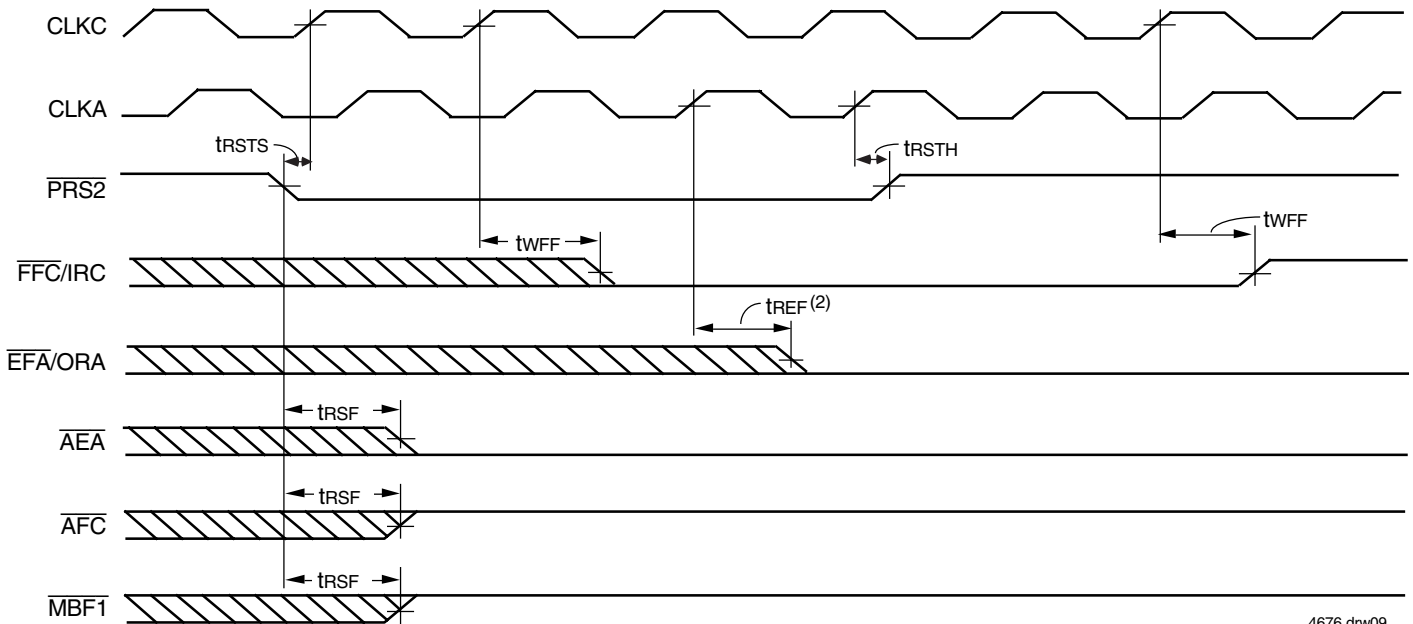 CLKC
CLKA
tRSTS
tRSTH
PRS2
tWFF
tWFF
FFC/IRC
tREF (2)
EFA/ORA
tRSF
AEA
tRSF
AFC
tRSF
MBF1
4676 drw09